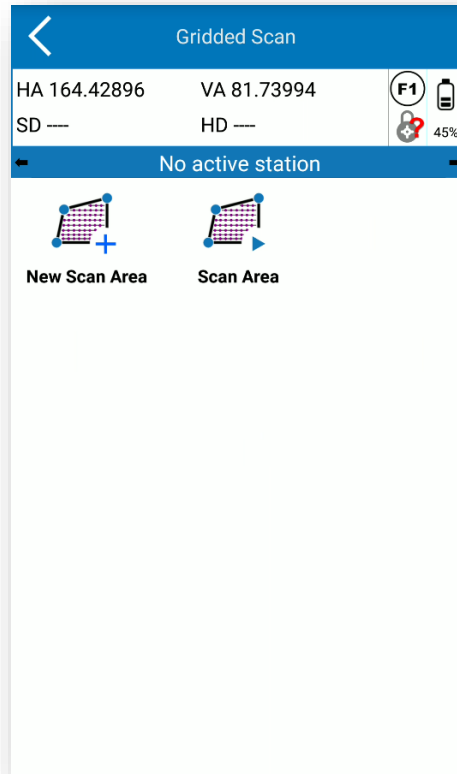 Gridded Scan
HA 164.42896 VA 81.73994
F1
SD ---- HD ----
?
45%
No active station
New Scan Area Scan Area